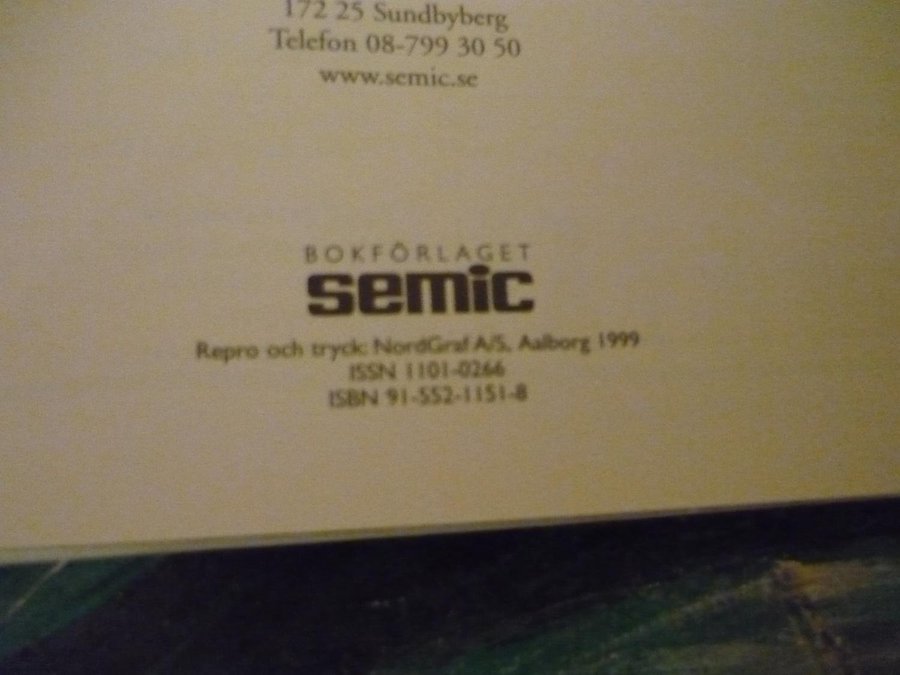 172 25 Sundbyberg
Telefon 08-799 30 50
www.semic.se
BOKFÖRLAGET
semic
Repro och tryck: NordGraf A/S, Aalborg 1999
ISSN 1101-0266
ISBN 91-552-1151-8